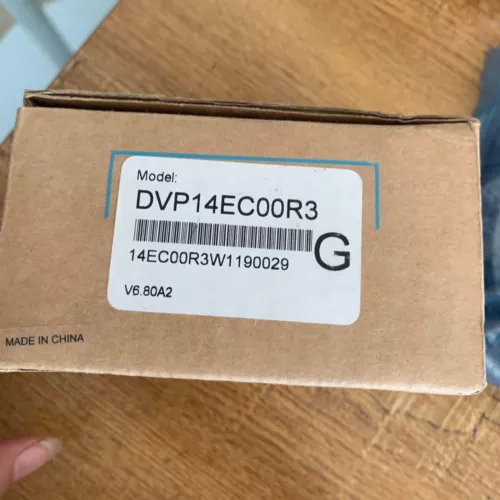 Model:
DVP14EC00R3
14EC00R3W1190029
G
V6.80A2
MADE IN CHINA